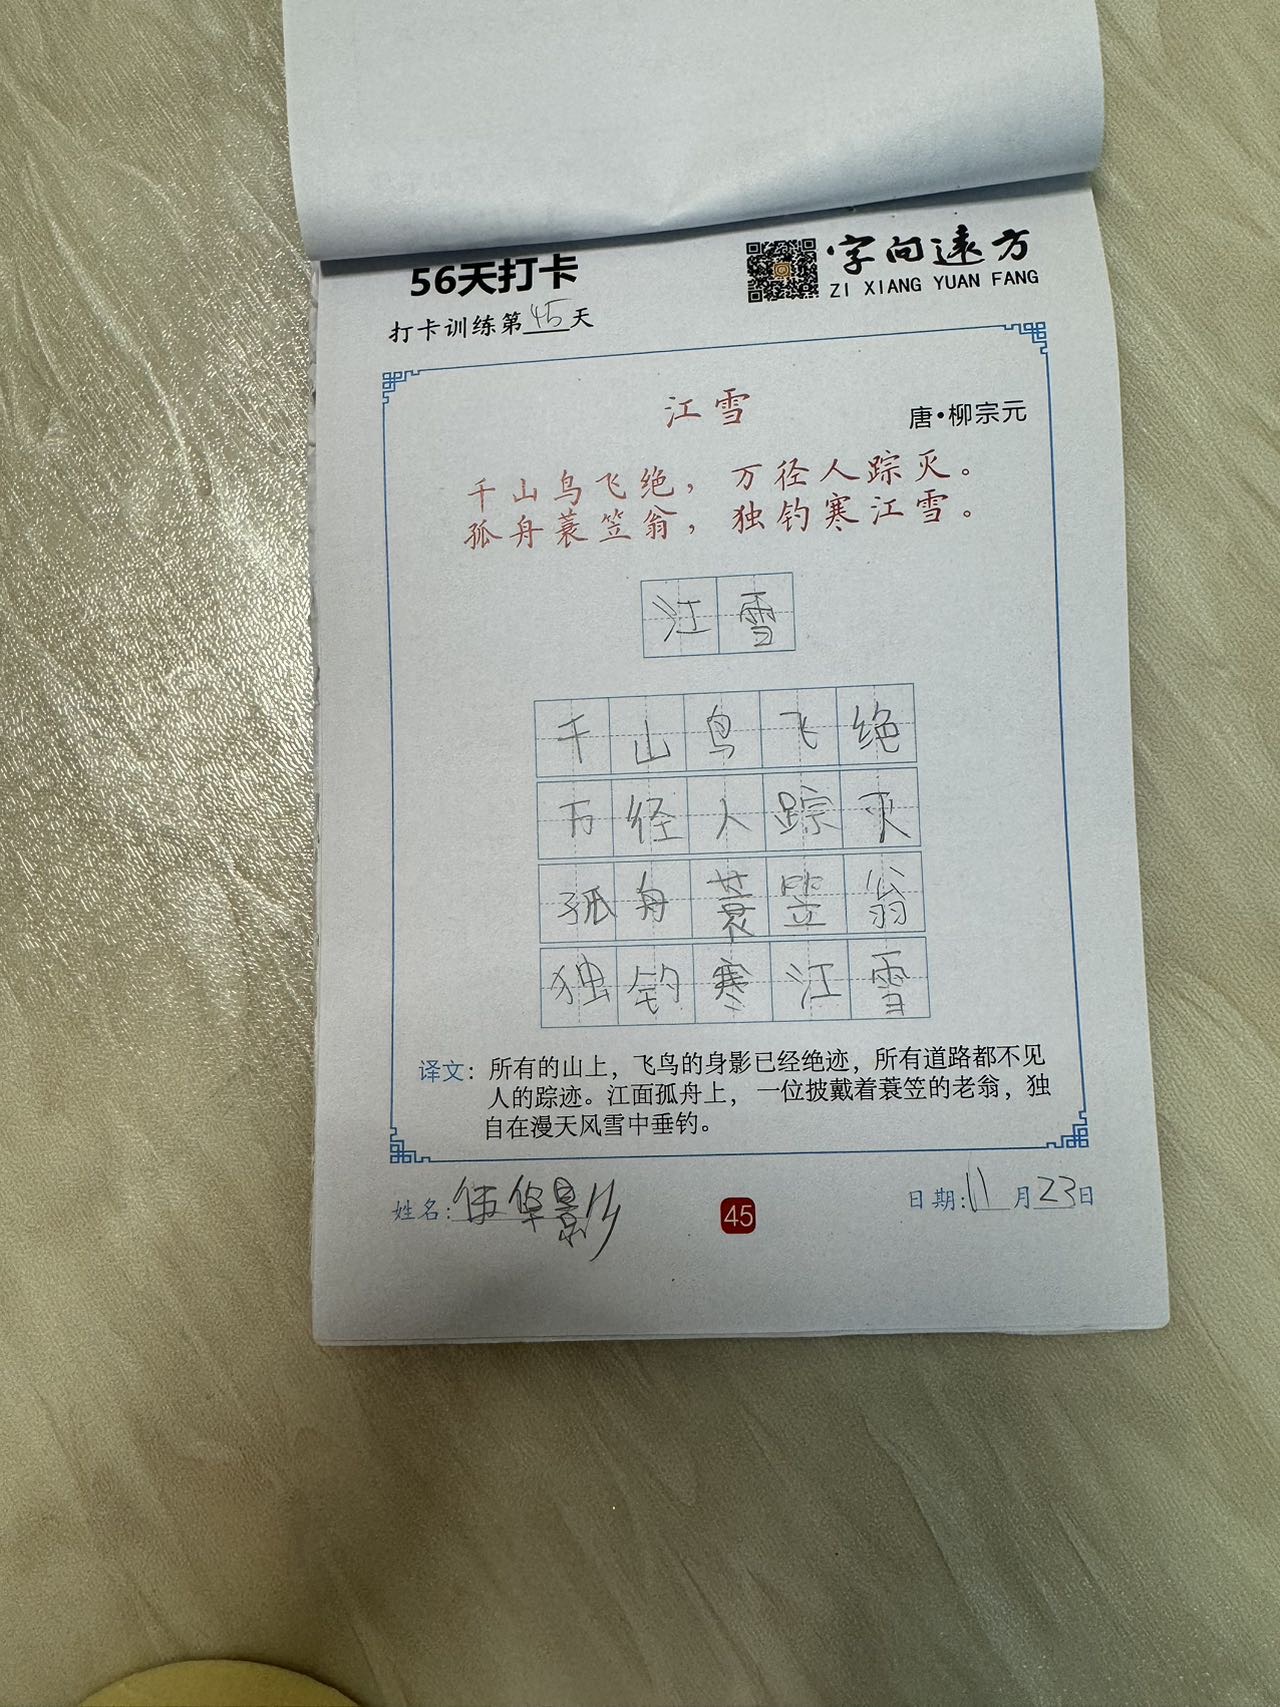 56天打卡
字向远方
ZI XIANG YUAN FANG
打卡训练第45天
江雪
唐•柳宗元
千山鸟飞绝，万径人踪灭。
孤舟蓑笠翁，独钓寒江雪。
江雪
千山鸟飞绝
万径人踪灭
孤舟蓑笠翁
独钓寒江雪
译文：所有的山上，飞鸟的身影已经绝迹，所有道路都不见
人的踪迹。江面孤舟上，一位披戴着蓑笠的老翁，独
自在漫天风雪中垂钓。
姓名：伍华影
45
日期:11月23日